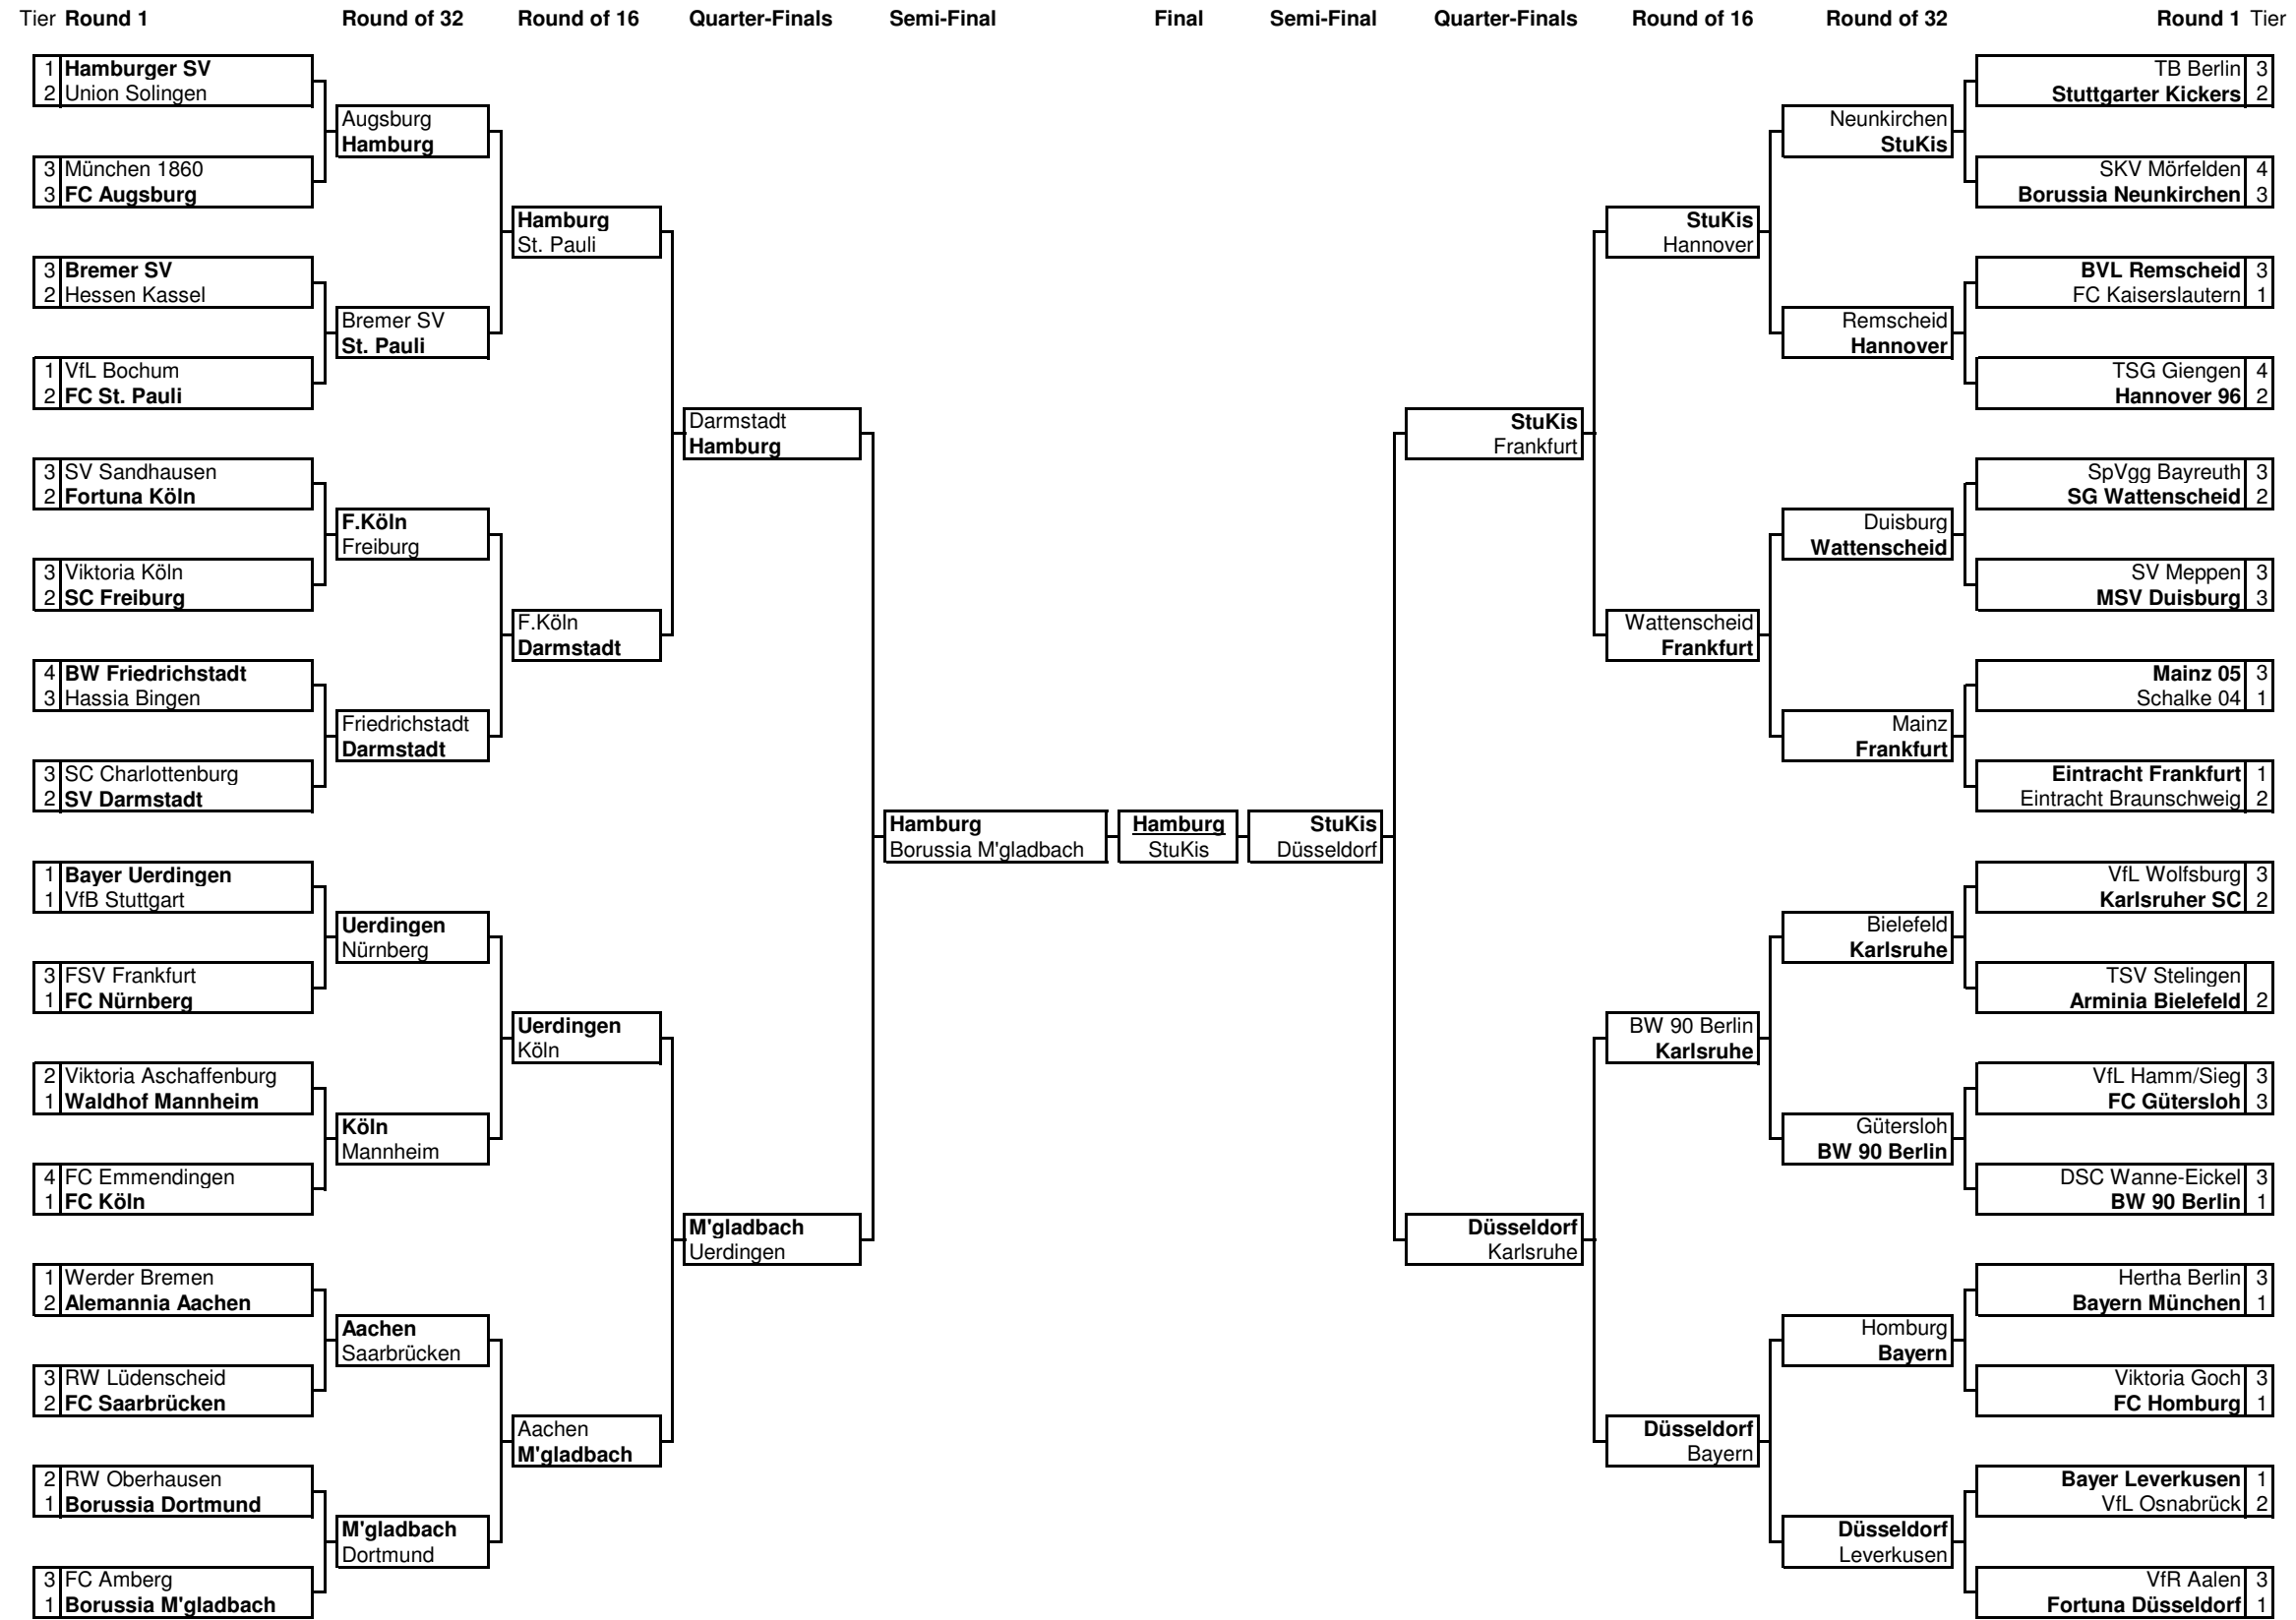 Tier Round 1 Round of 32 Round of 16 Quarter-Finals Semi-Final Final Semi-Final Quarter-Finals Round of 16 Round of 32 Round 1 Tier
1 Hamburger SV
2 Union Solingen
3 München 1860
3 FC Augsburg
3 Bremer SV
2 Hessen Kassel
1 VfL Bochum
2 FC St. Pauli
3 SV Sandhausen
2 Fortuna Köln
3 Viktoria Köln
2 SC Freiburg
4 BW Friedrichstadt
3 Hassia Bingen
3 SC Charlottenburg
2 SV Darmstadt
1 Bayer Uerdingen
1 VfB Stuttgart
3 FSV Frankfurt
1 FC Nürnberg
2 Viktoria Aschaffenburg
1 Waldhof Mannheim
4 FC Emmendingen
1 FC Köln
1 Werder Bremen
2 Alemannia Aachen
3 RW Lüdenscheid
2 FC Saarbrücken
2 RW Oberhausen
1 Borussia Dortmund
3 FC Amberg
1 Borussia M'gladbach
Augsburg
Hamburg
Bremer SV
St. Pauli
F.Köln
Freiburg
Friedrichstadt
Darmstadt
Uerdingen
Nürnberg
Köln
Mannheim
Aachen
Saarbrücken
M'gladbach
Dortmund
Hamburg
St. Pauli
F.Köln
Darmstadt
Uerdingen
Köln
Aachen
M'gladbach
Darmstadt
Hamburg
M'gladbach
Uerdingen
Hamburg
Borussia M'gladbach
Hamburg
StuKis
StuKis
Düsseldorf
StuKis
Frankfurt
Düsseldorf
Karlsruhe
StuKis
Hannover
Wattenscheid
Frankfurt
BW 90 Berlin
Karlsruhe
Düsseldorf
Bayern
Neunkirchen
StuKis
Remscheid
Hannover
Duisburg
Wattenscheid
Mainz
Frankfurt
Bielefeld
Karlsruhe
Gütersloh
BW 90 Berlin
Homburg
Bayern
Düsseldorf
Leverkusen
TB Berlin 3
Stuttgarter Kickers 2
SKV Mörfelden 4
Borussia Neunkirchen 3
BVL Remscheid 3
FC Kaiserslautern 1
TSG Giengen 4
Hannover 96 2
SpVgg Bayreuth 3
SG Wattenscheid 2
SV Meppen 3
MSV Duisburg 3
Mainz 05 3
Schalke 04 1
Eintracht Frankfurt 1
Eintracht Braunschweig 2
VfL Wolfsburg 3
Karlsruher SC 2
TSV Stelingen
Arminia Bielefeld 2
VfL Hamm/Sieg 3
FC Gütersloh 3
DSC Wanne-Eickel 3
BW 90 Berlin 1
Hertha Berlin 3
Bayern München 1
Viktoria Goch 3
FC Homburg 1
Bayer Leverkusen 1
VfL Osnabrück 2
VfR Aalen 3
Fortuna Düsseldorf 1